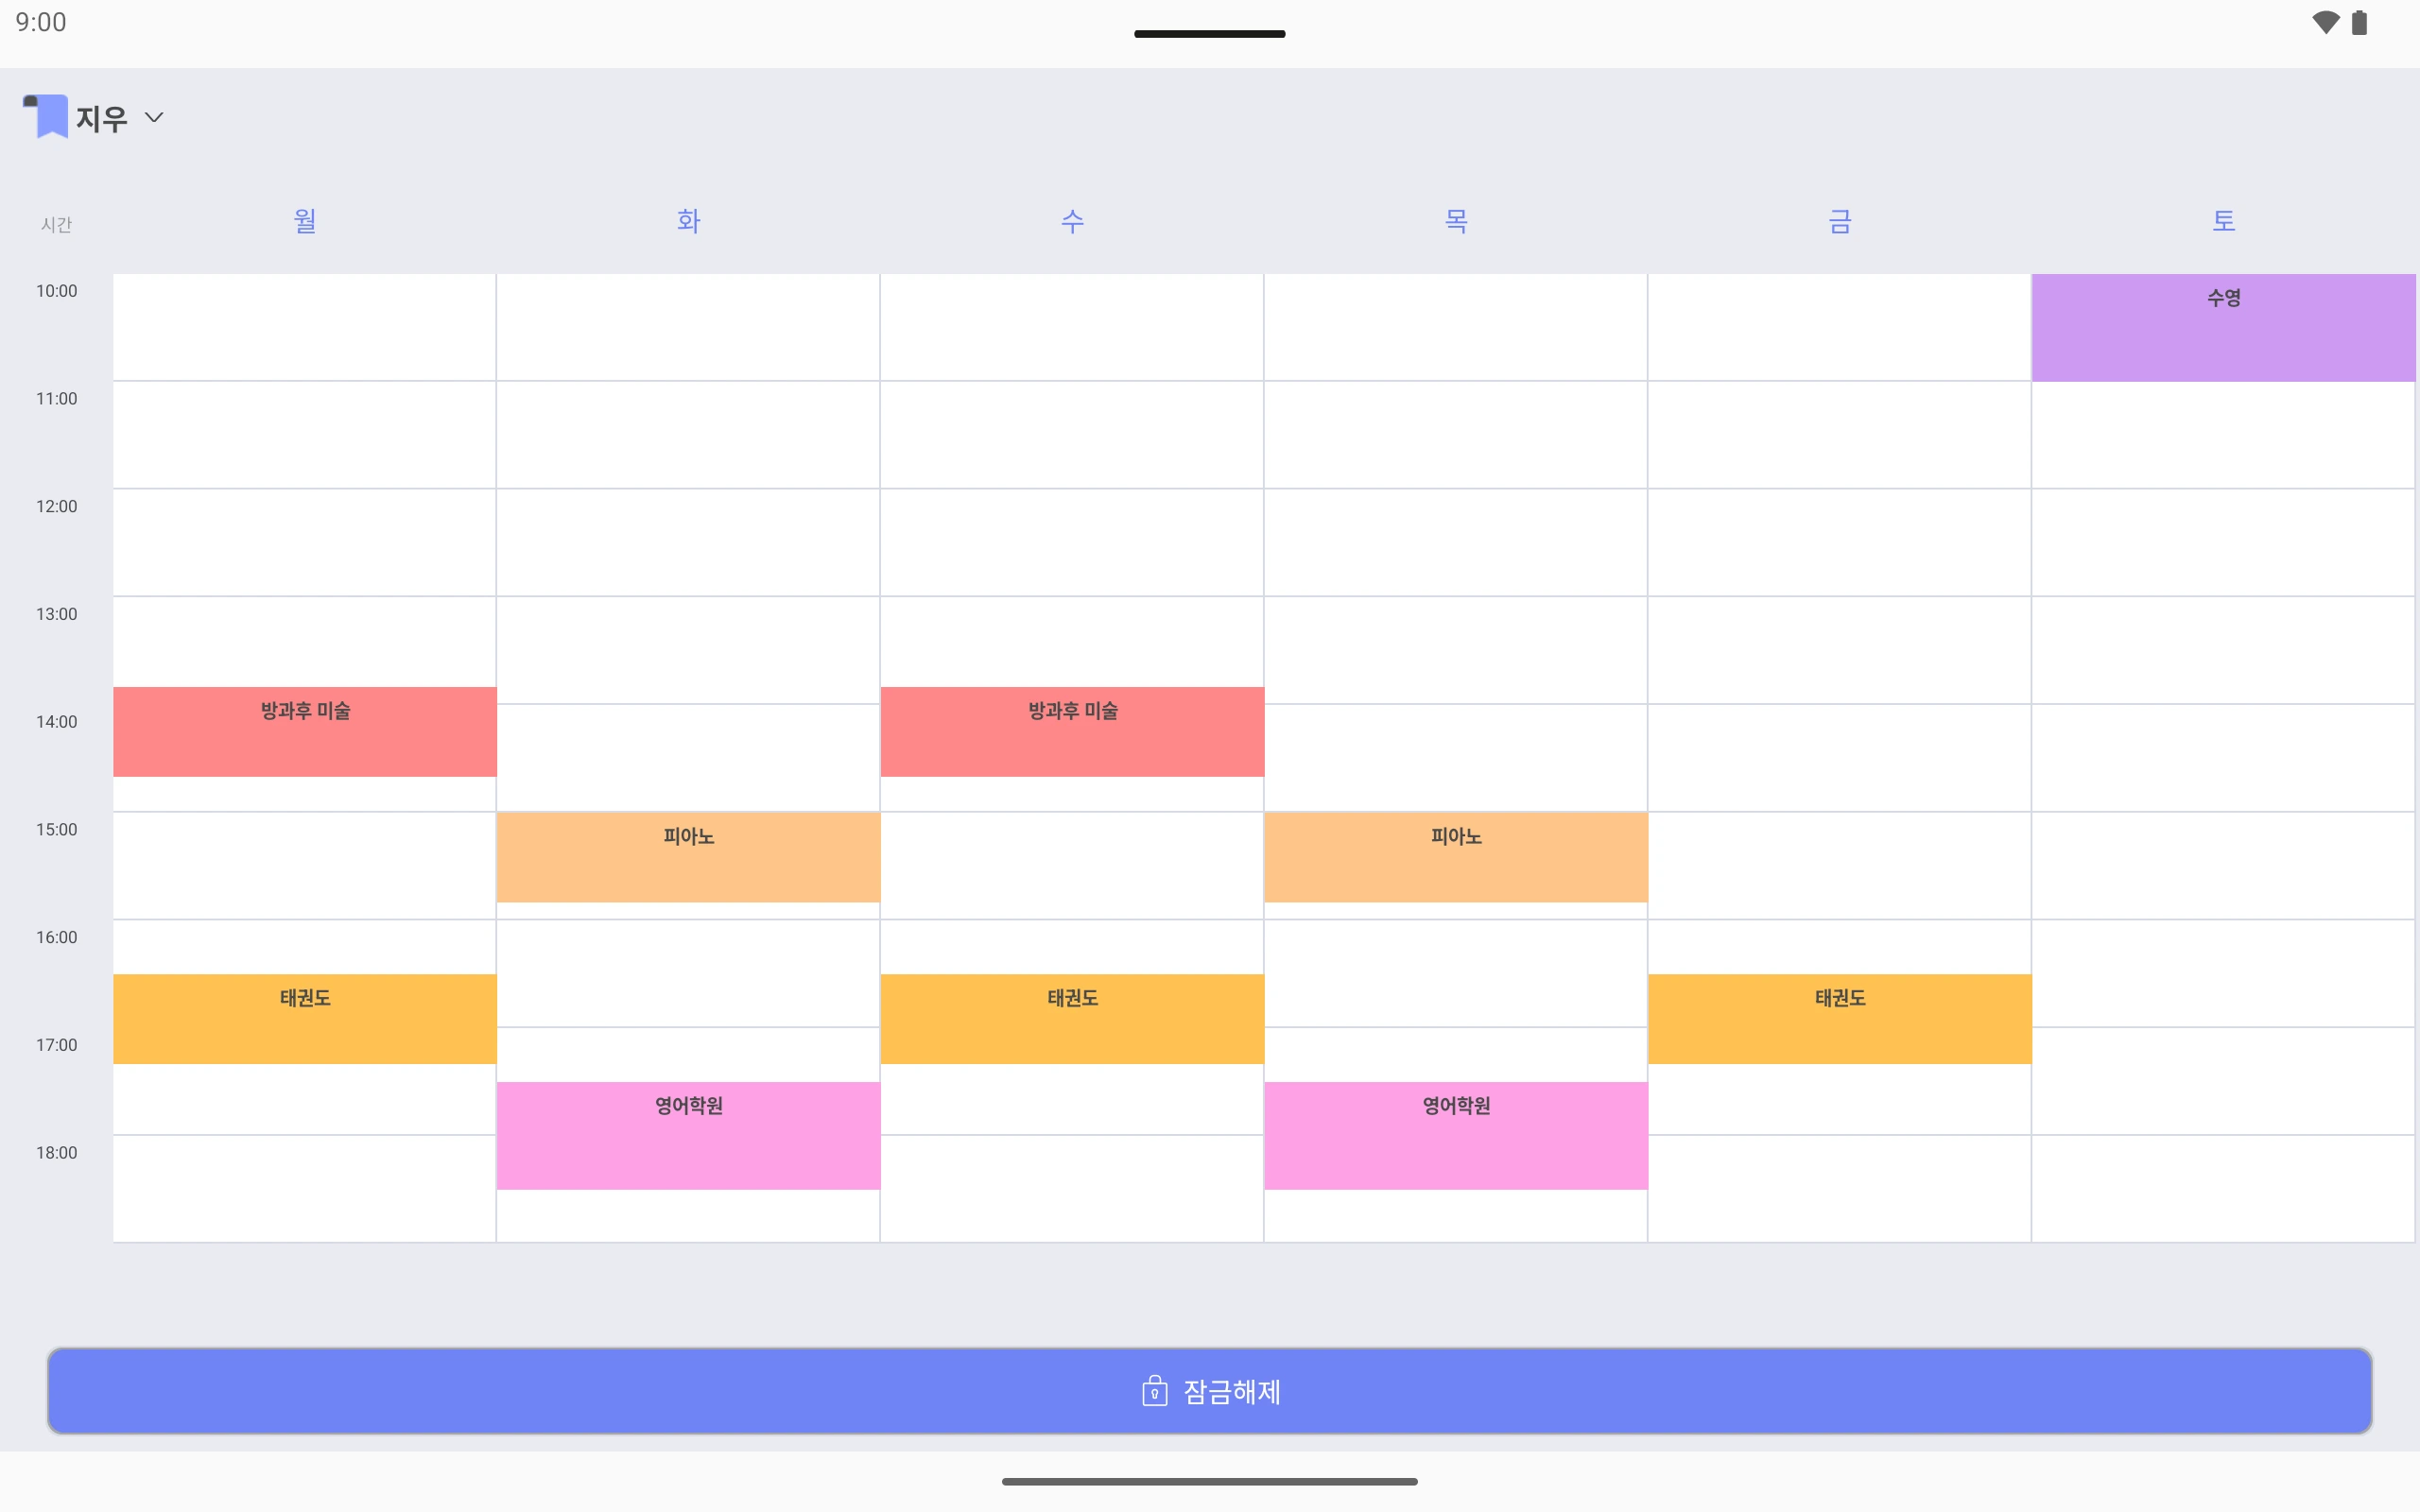 9:00
지우
시간 월 화 수 목 금 토
10:00 수영
11:00
12:00
13:00
방과후 미술 방과후 미술
14:00
15:00 피아노 피아노
16:00
태권도 태권도 태권도
17:00
영어학원 영어학원
18:00
잠금해제